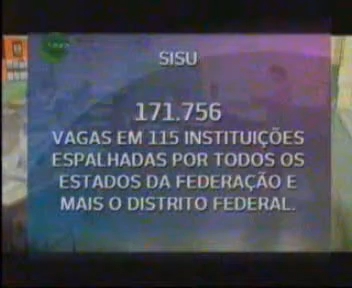 SISU
171.756
VAGAS EM 115 INSTITUIÇÕES
ESPALHADAS POR TODOS OS
ESTADOS DA FEDERAÇÃO E
MAIS O DISTRITO FEDERAL.